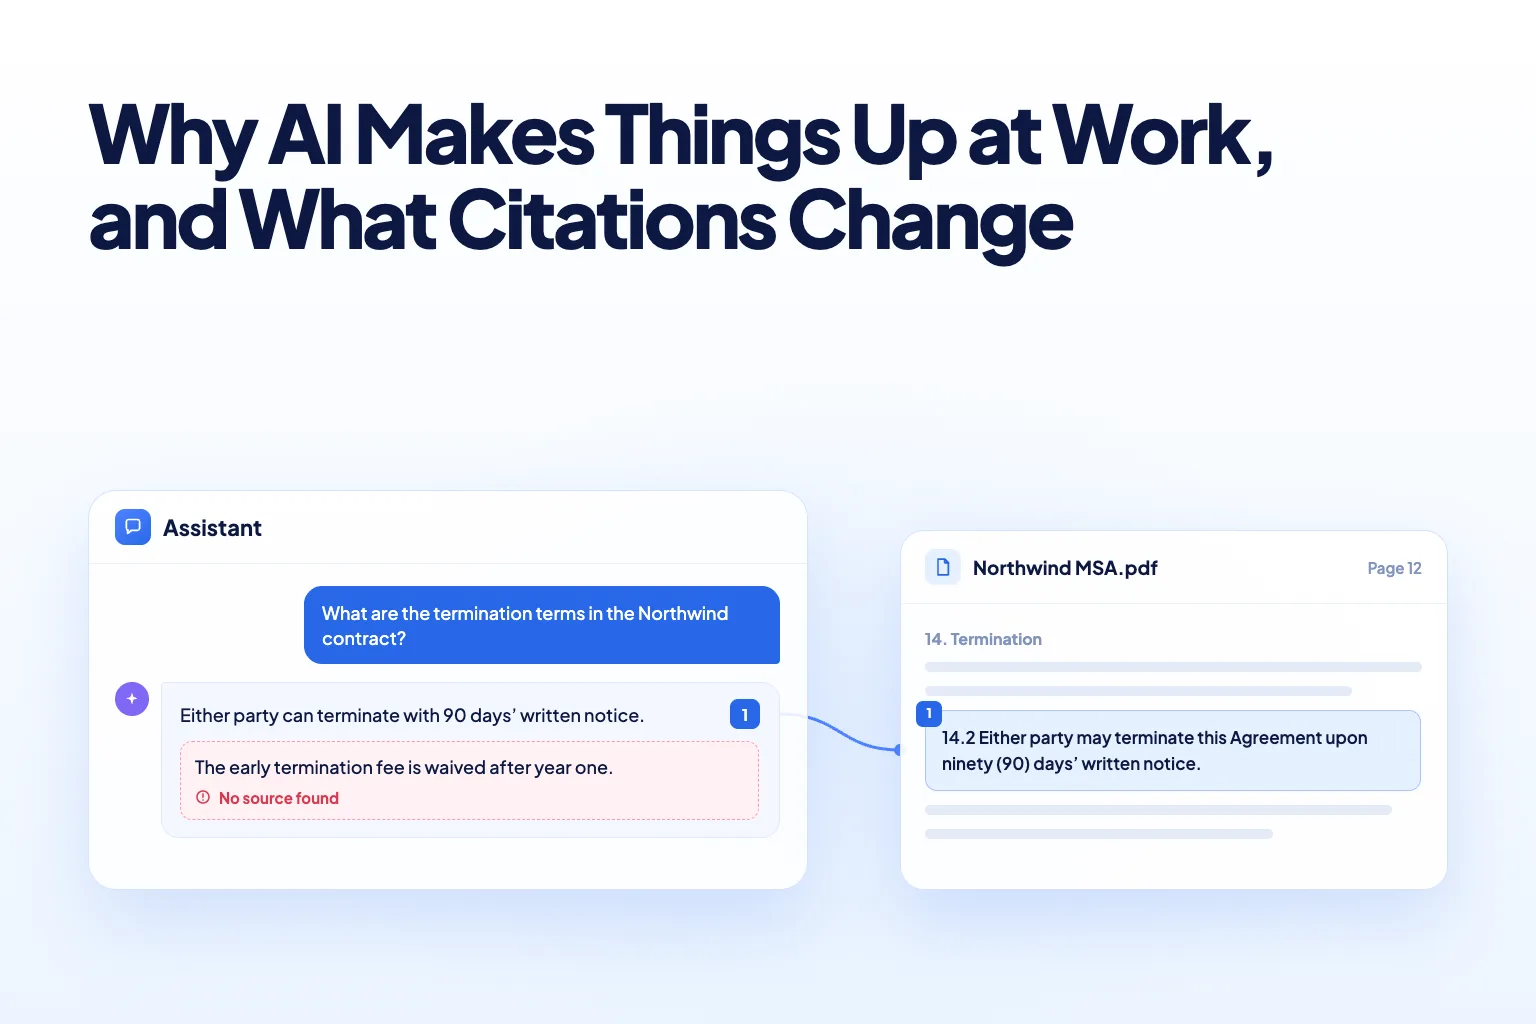 Why AI Makes Things Up at Work,
and What Citations Change
Assistant
What are the termination terms in the Northwind
contract?
Either party can terminate with 90 days’ written notice.
1
The early termination fee is waived after year one.
No source found
Northwind MSA.pdf
Page 12
14. Termination
1
14.2 Either party may terminate this Agreement upon
ninety (90) days’ written notice.